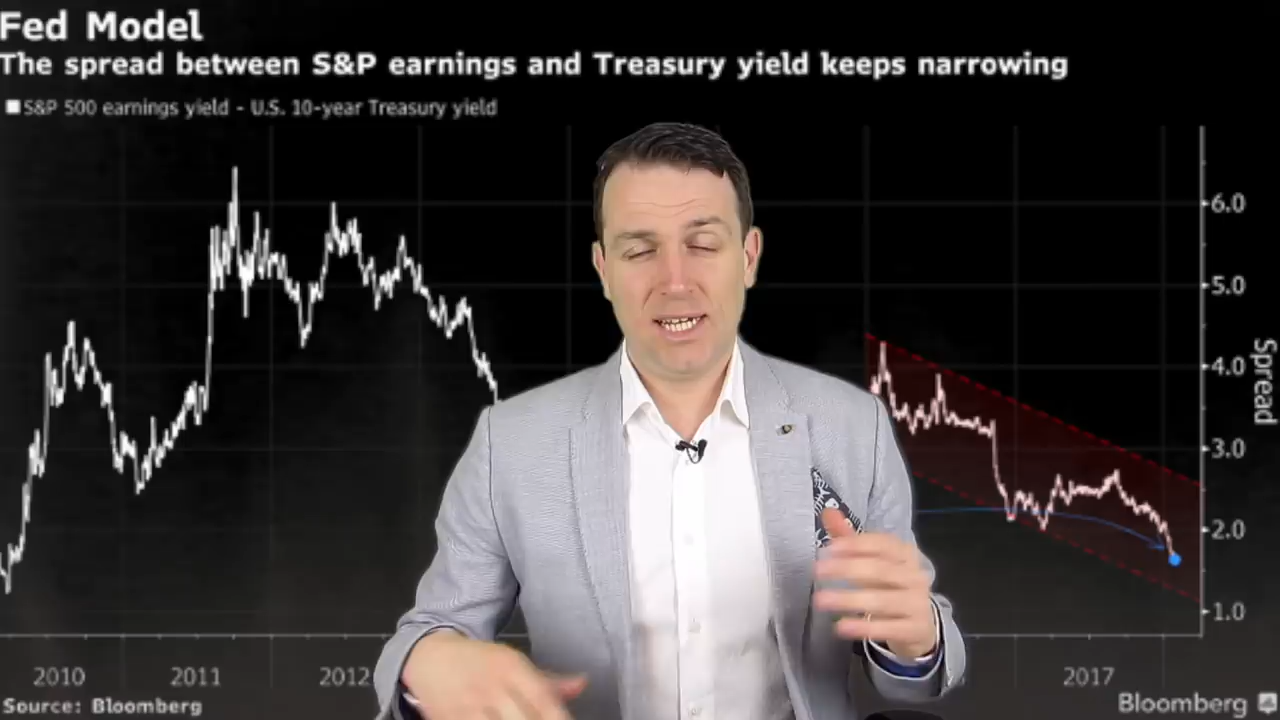 Fed Model
The spread between S&P earnings and Treasury yield keeps narrowing
S&P 500 earnings yield - U.S. 10-year Treasury yield
6.0
5.0
4.0
3.0
2.0
1.0
Spread
2010 2011 2012 2017
Source: Bloomberg
Bloomberg